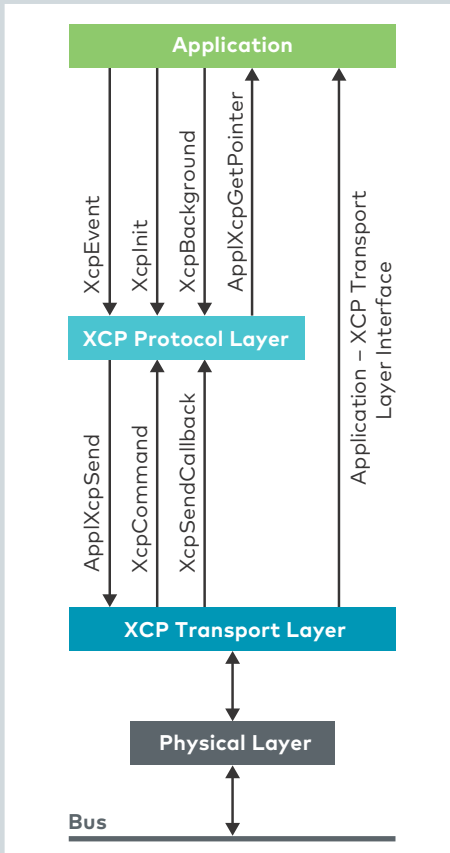 Application
XcpEvent
XcpInit
XcpBackground
ApplXcpGetPointer
Application – XCP Transport
Layer Interface
XCP Protocol Layer
ApplXcpSend
XcpCommand
XcpSendCallback
XCP Transport Layer
Physical Layer
Bus